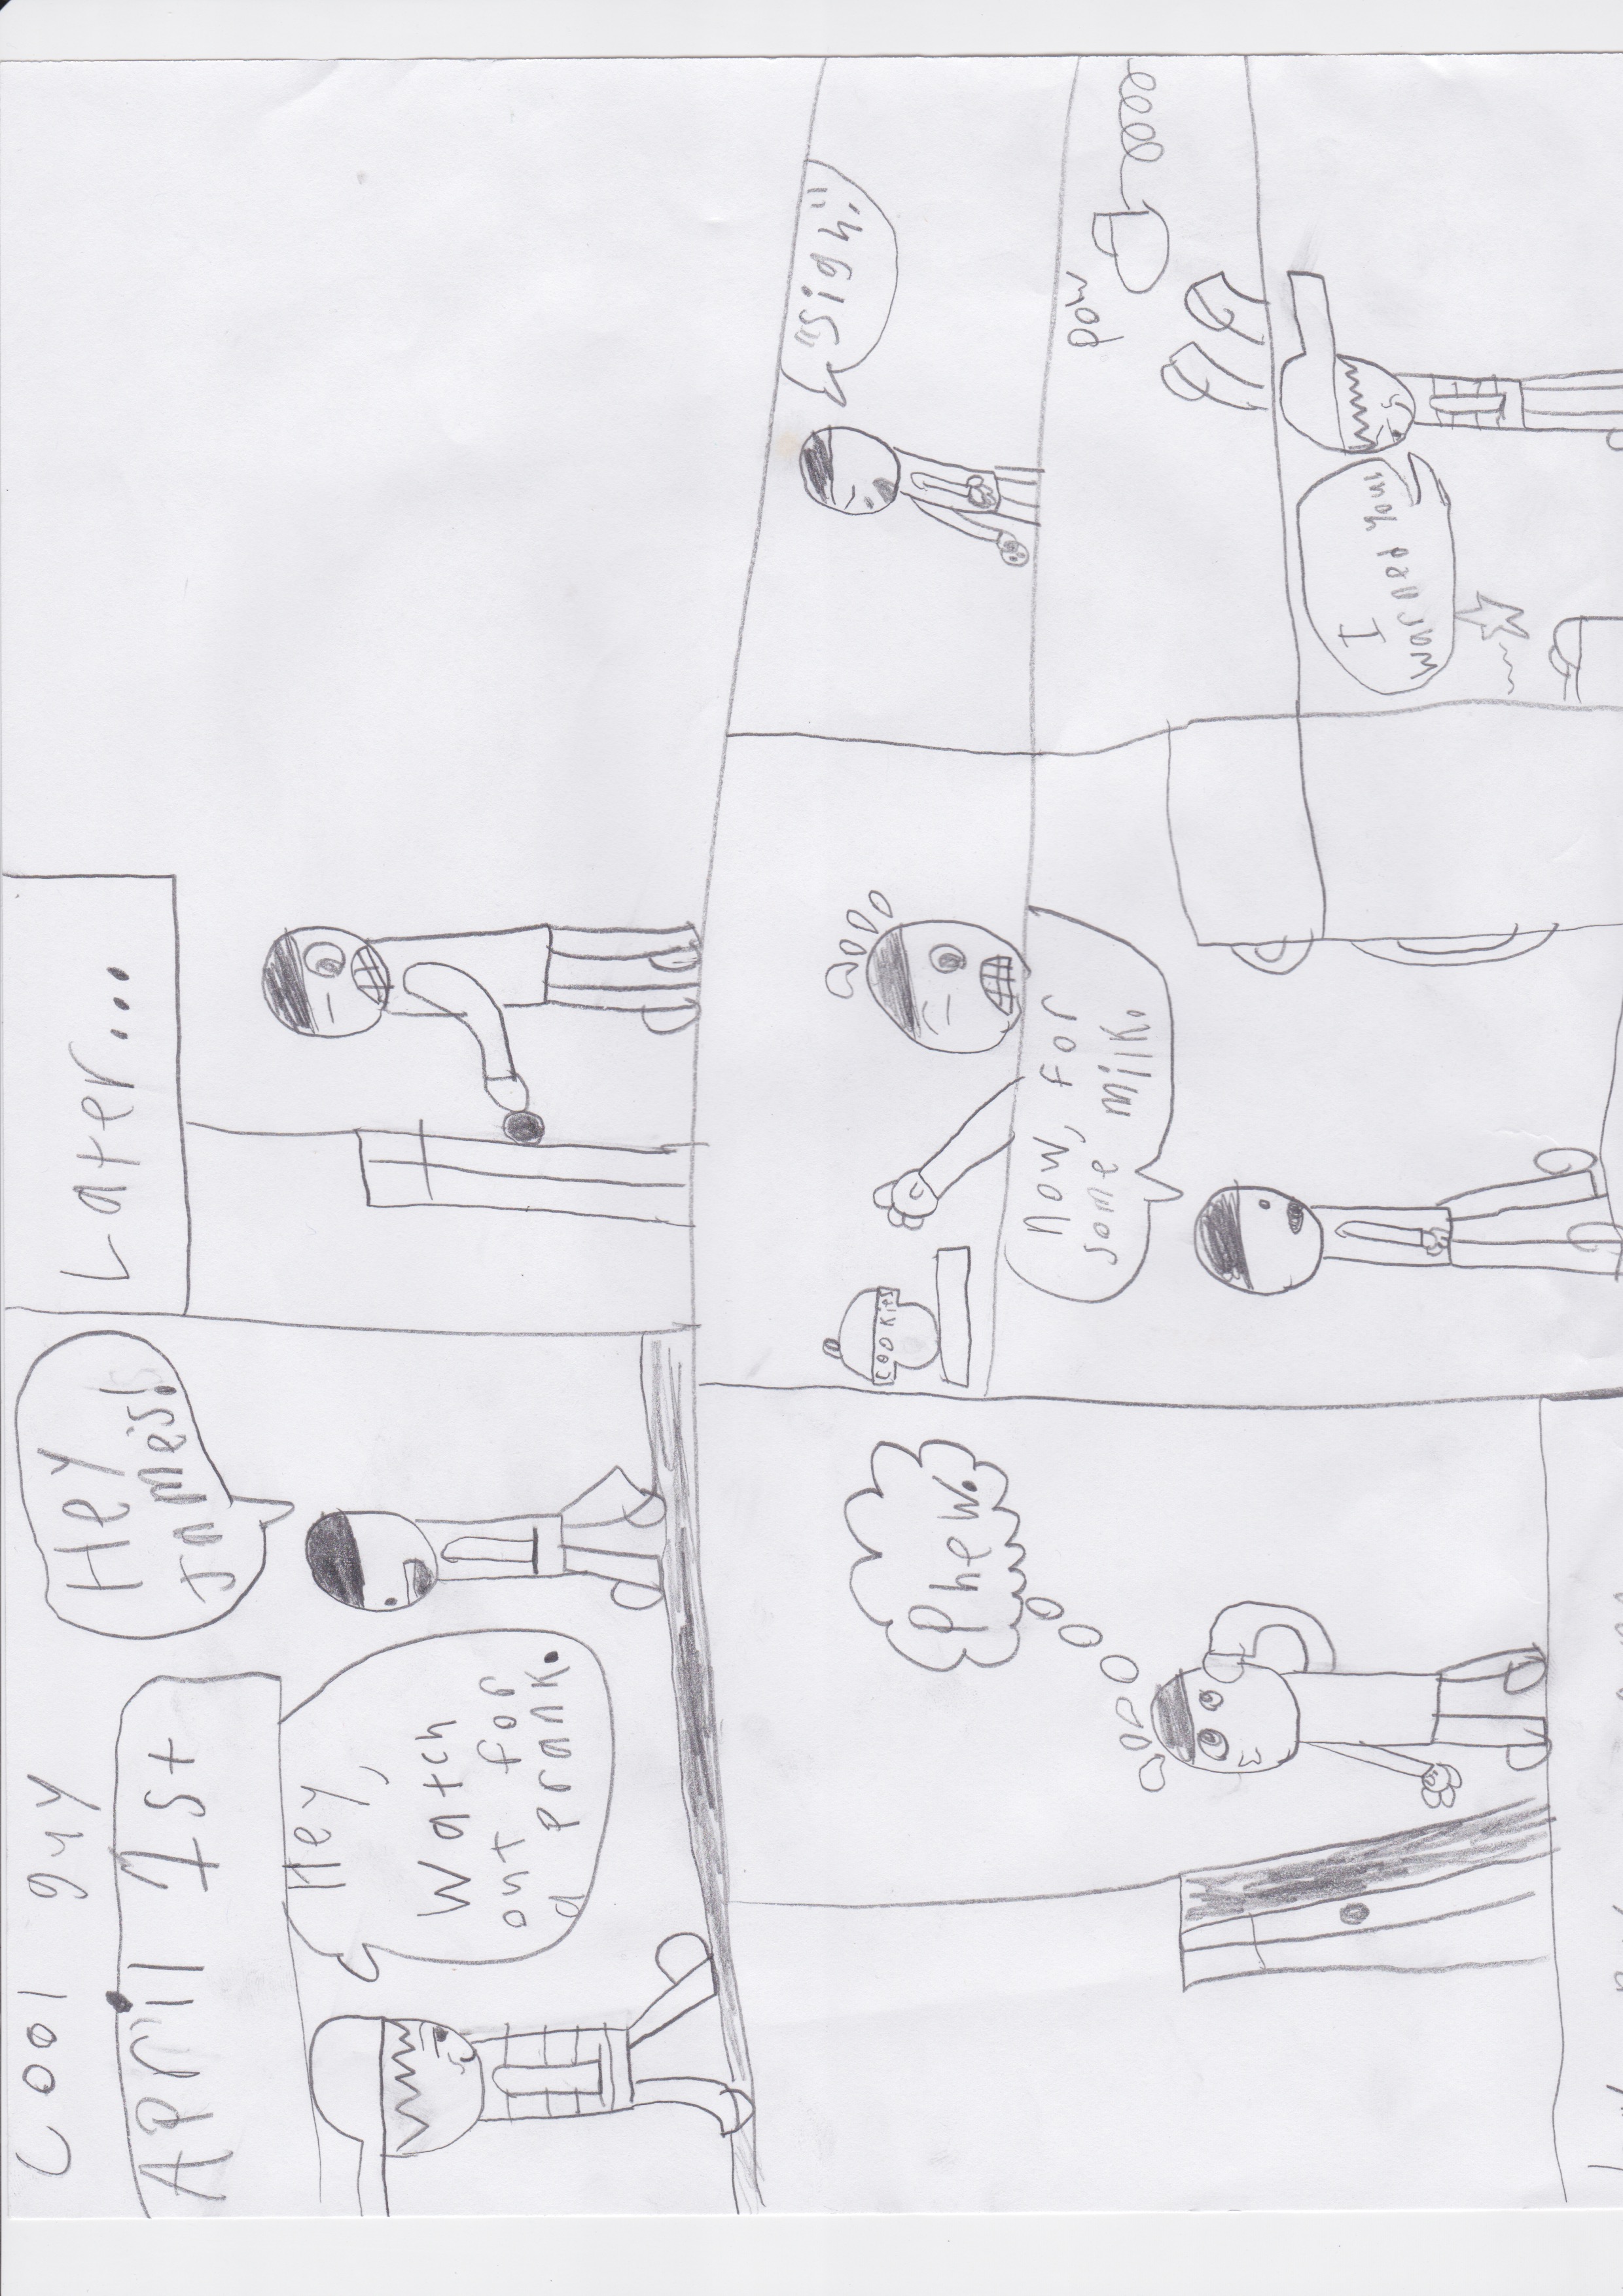 Cool guy
April 1st
Hey
James!
Hey,
Watch
out for
a prank.
Later...
Phew.
COOKIES
"sigh."
now, for
some milk.
pow
I
warned you!